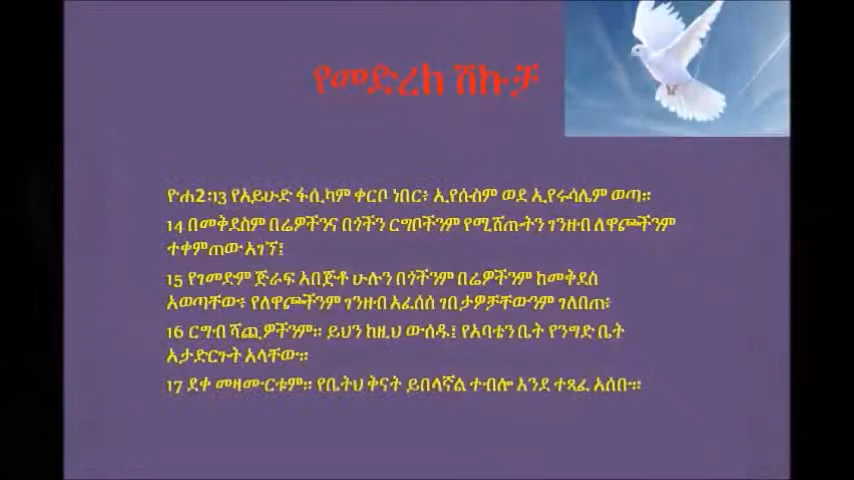 የመድረክ ሽኩቻ
ዮሐ2፡13 የአይሁድ ፋሲካም ቀርቦ ነበር፥ ኢየሱስም ወደ ኢየሩሳሌም ወጣ።
14 በመቅደስም በሬዎችንና በጎችን ርግቦችንም የሚሸጡትን ገንዘብ ለዋጮችንም
ተቀምጠው አገኘ፤
15 የገመድም ጅራፍ አበጅቶ ሁሉን በጎችንም በሬዎችንም ከመቅደስ
አወጣቸው፥ የለዋጮችንም ገንዘብ አፈሰሰ ገበታዎቻቸውንም ገለበጠ፥
16 ርግብ ሻጪዎችንም። ይህን ከዚህ ውሰዱ፤ የአባቴን ቤት የንግድ ቤት
አታድርጉት አላቸው።
17 ደቀ መዛሙርቱም። የቤትህ ቅናት ይበላኛል ተብሎ እንደ ተጻፈ አሰቡ።